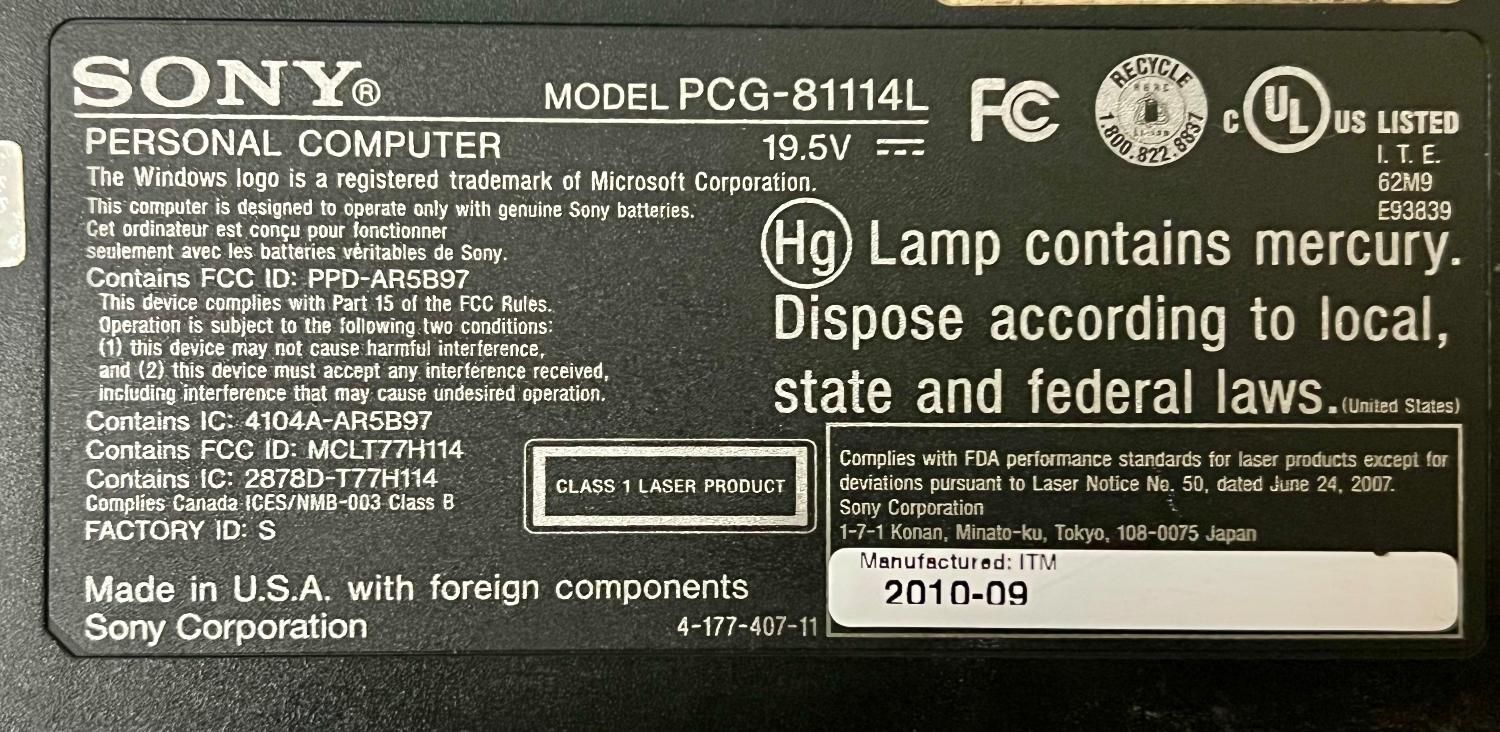 SONY®
MODEL PCG-81114L
PERSONAL COMPUTER
19.5V
The Windows logo is a registered trademark of Microsoft Corporation.
This computer is designed to operate only with genuine Sony batteries.
Cet ordinateur est conçu pour fonctionner
seulement avec les batteries véritables de Sony.
Contains FCC ID: PPD-AR5B97
This device complies with Part 15 of the FCC Rules.
Operation is subject to the following two conditions:
(1) this device may not cause harmful interference,
and (2) this device must accept any interference received,
including interference that may cause undesired operation.
Contains IC: 4104A-AR5B97
Contains FCC ID: MCLT77H114
Contains IC: 2878D-T77H114
Complies Canada ICES/NMB-003 Class B
FACTORY ID: S
Made in U.S.A. with foreign components
Sony Corporation
4-177-407-11
CLASS 1 LASER PRODUCT
FC
RECYCLE
RBRC
Li-ion
1.800.822.8837
C UL US LISTED
I. T. E.
62M9
E93839
Hg Lamp contains mercury.
Dispose according to local,
state and federal laws. (United States)
Complies with FDA performance standards for laser products except for
deviations pursuant to Laser Notice No. 50, dated June 24, 2007.
Sony Corporation
1-7-1 Konan, Minato-ku, Tokyo, 108-0075 Japan
Manufactured: ITM
2010-09